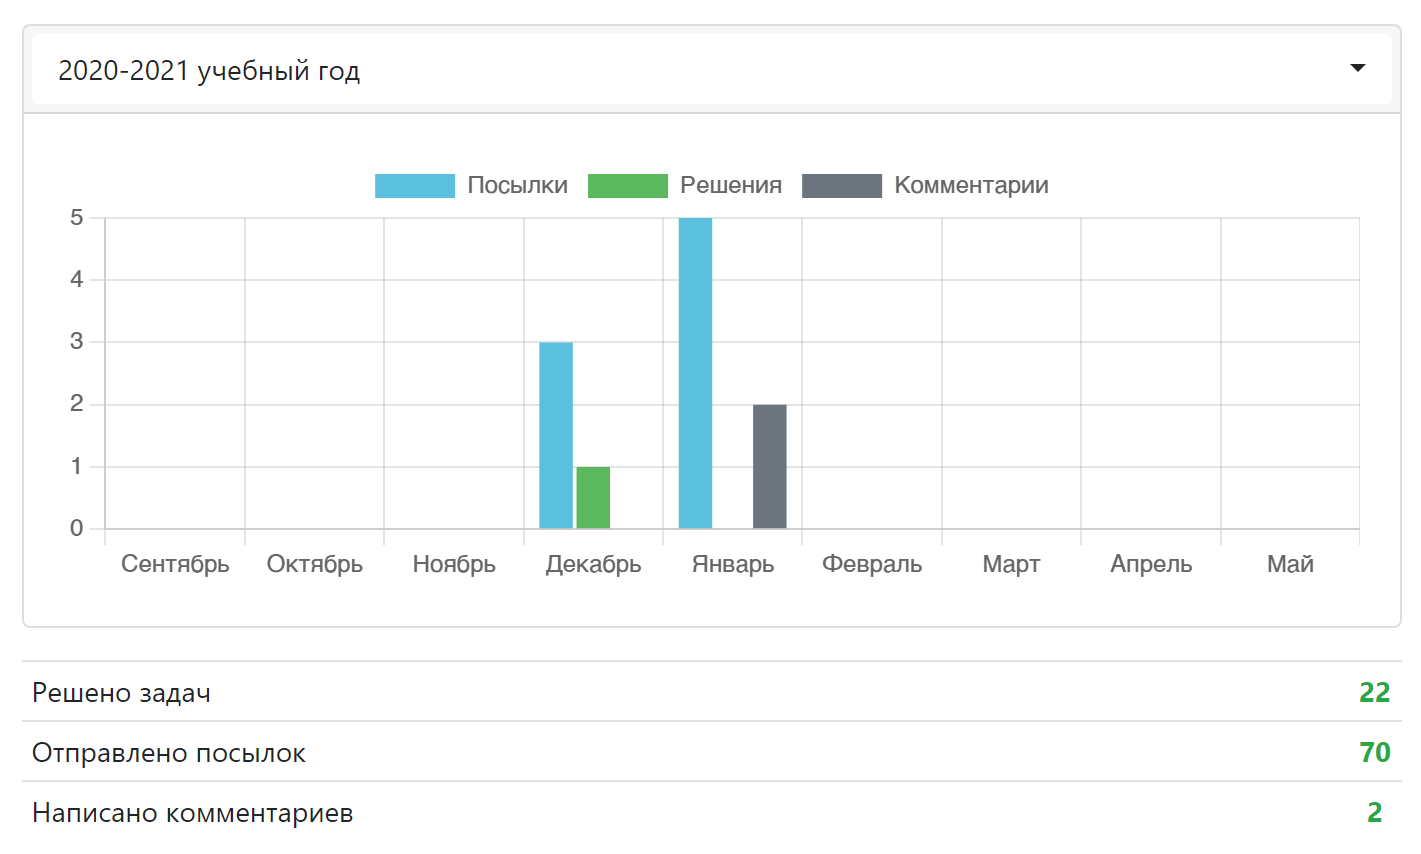 2020-2021 учебный год
Посылки Решения Комментарии
5
4
3
2
1
0
Сентябрь Октябрь Ноябрь Декабрь Январь Февраль Март Апрель Май
Решено задач 22
Отправлено посылок 70
Написано комментариев 2